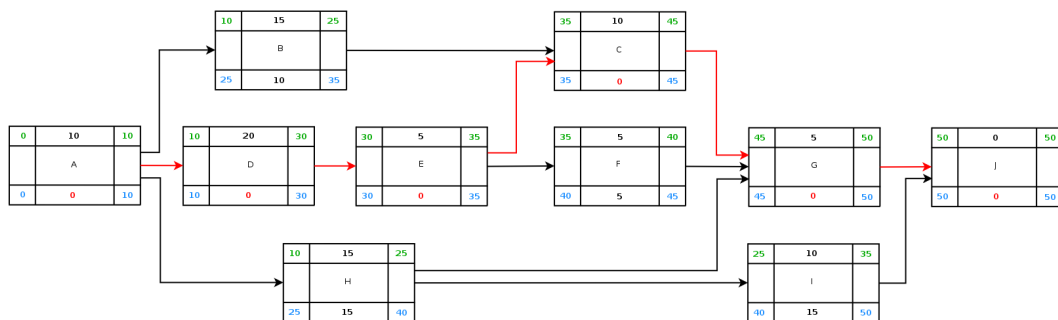 10 15 25
B
25 10 35
35 10 45
C
35 0 45
0 10 10
A
0 0 10
10 20 30
D
10 0 30
30 5 35
E
30 0 35
35 5 40
F
40 5 45
45 5 50
G
45 0 50
50 0 50
J
50 0 50
10 15 25
H
25 15 40
25 10 35
I
40 15 50